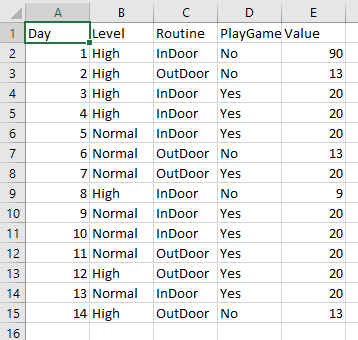 A B C D E
1 Day Level Routine PlayGame Value
2 1 High InDoor No 90
3 2 High OutDoor No 13
4 3 High InDoor Yes 20
5 4 High InDoor Yes 20
6 5 Normal InDoor Yes 20
7 6 Normal OutDoor No 13
8 7 Normal OutDoor Yes 20
9 8 High InDoor No 9
10 9 Normal InDoor Yes 20
11 10 Normal InDoor Yes 20
12 11 Normal OutDoor Yes 20
13 12 High OutDoor Yes 20
14 13 Normal InDoor Yes 20
15 14 High OutDoor No 13
16